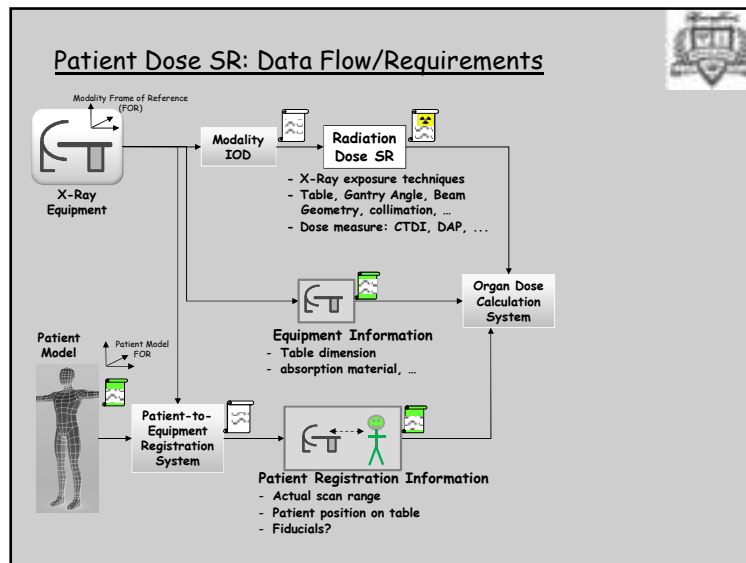 Patient Dose SR: Data Flow/Requirements
Modality Frame of Reference
(FOR)
X-Ray
Equipment
Modality
IOD
Radiation
Dose SR
- X-Ray exposure techniques
- Table, Gantry Angle, Beam
Geometry, collimation, …
- Dose measure: CTDI, DAP, ...
Organ Dose
Calculation
System
Equipment Information
- Table dimension
- absorption material, …
Patient
Model
Patient Model
FOR
Patient-to-
Equipment
Registration
System
Patient Registration Information
- Actual scan range
- Patient position on table
- Fiducials?